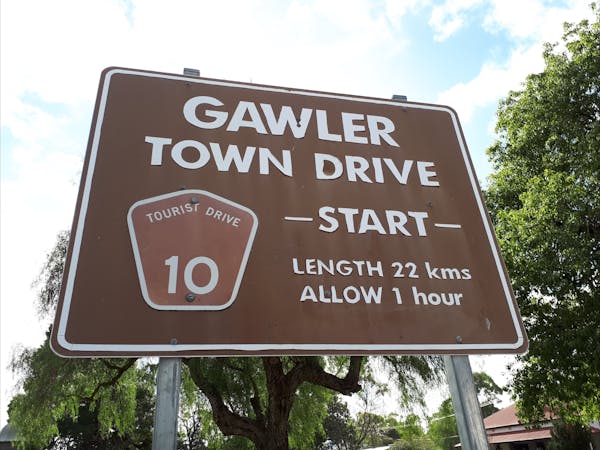 GAWLER
TOWN DRIVE
TOURIST DRIVE
10
—START—
LENGTH 22 kms
ALLOW 1 hour